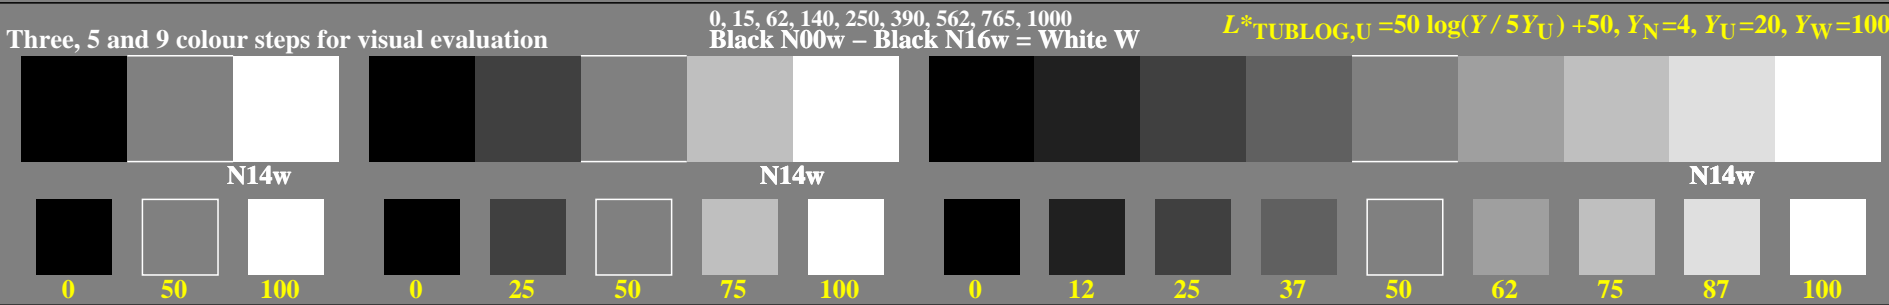 Three, 5 and 9 colour steps for visual evaluation
0, 15, 62, 140, 250, 390, 562, 765, 1000
Black N00w – Black N16w = White W
L*TUBLOG,U =50 log(Y / 5YU) +50, YN=4, YU=20, YW=100
N14w N14w N14w
0 50 100 0 25 50 75 100 0 12 25 37 50 62 75 87 100